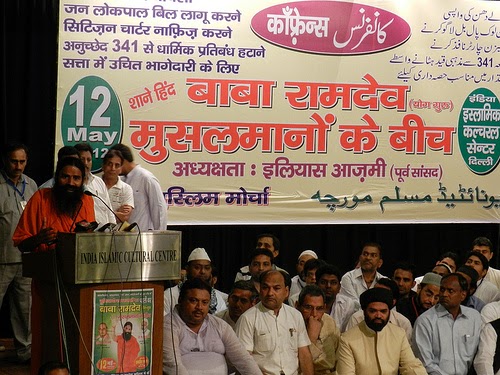 जन लोकपाल बिल लागू करने
सिटिज़न चार्टर नाफ़िज़ करने
अनुच्छेद 341 से धार्मिक प्रतिबंध हटाने
सत्ता में उचित भागेदारी के लिए
काँफ्रेन्स کانفرنس
12
May
शाने हिंद
बाबा रामदेव (योग गुरू)
मुसलमानों के बीच
अध्यक्षता : इलियास आज़मी (पूर्व सांसद)
इंडिया
इस्लामिक
कल्चरल
सेन्टर
दिल्ली
स्लिम मोर्चा
یونائیٹیڈ مسلم مورچہ
INDIA ISLAMIC CULTURAL CENTRE
बाबा रामदेव